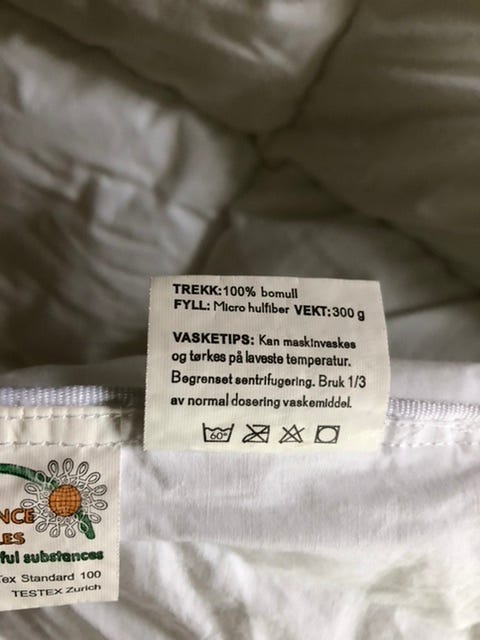 TREKK:100% bomull
FYLL: Micro hulfiber VEKT:300 g
VASKETIPS: Kan maskinvaskes
og tørkes på laveste temperatur.
Begrenset sentrifugering. Bruk 1/3
av normal dosering vaskemiddel.
60°
NCE
LES
ful substances
Tex Standard 100
TESTEX Zurich